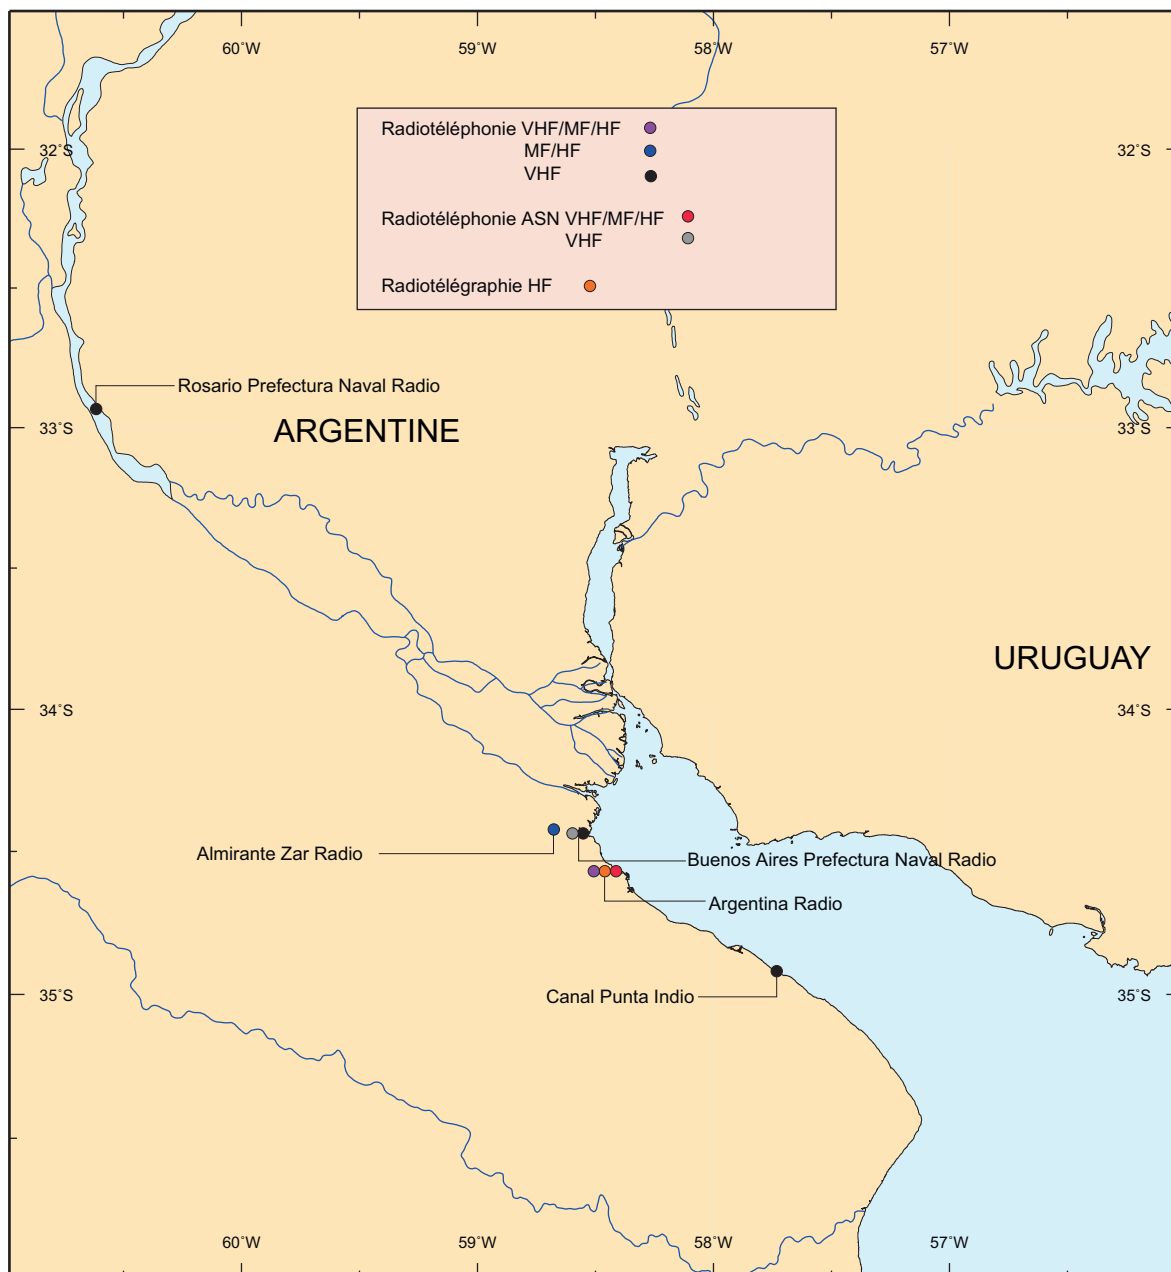 60˚W 59˚W 58˚W 57˚W
Radiotéléphonie VHF/MF/HF
MF/HF
VHF
Radiotéléphonie ASN VHF/MF/HF
VHF
Radiotélégraphie HF
32˚S 32˚S
Rosario Prefectura Naval Radio
ARGENTINE
33˚S 33˚S
URUGUAY
34˚S 34˚S
Almirante Zar Radio
Buenos Aires Prefectura Naval Radio
Argentina Radio
Canal Punta Indio
35˚S 35˚S
60˚W 59˚W 58˚W 57˚W